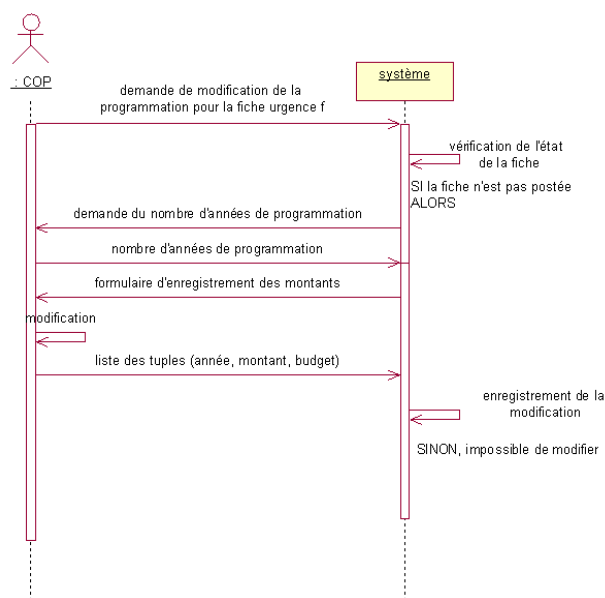 : COP
système
demande de modification de la
programmation pour la fiche urgence f
vérification de l'état
de la fiche
SI la fiche n'est pas postée
ALORS
demande du nombre d'années de programmation
nombre d'années de programmation
formulaire d'enregistrement des montants
modification
liste des tuples (année, montant, budget)
enregistrement de la
modification
SINON, impossible de modifier